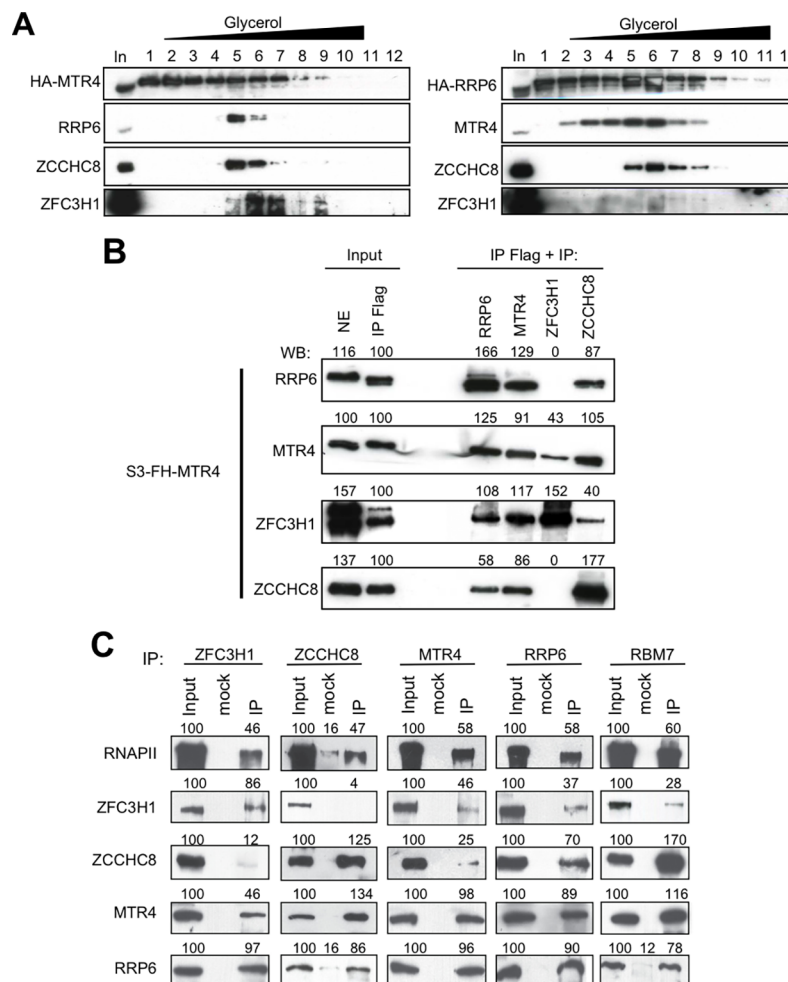 A
Glycerol
In 1 2 3 4 5 6 7 8 9 10 11 12
HA-MTR4
RRP6
ZCCHC8
ZFC3H1
Glycerol
In 1 2 3 4 5 6 7 8 9 10 11 1
HA-RRP6
MTR4
ZCCHC8
ZFC3H1
B
Input IP Flag + IP:
NE IP Flag RRP6 MTR4 ZFC3H1 ZCCHC8
WB: 116 100 166 129 0 87
RRP6
100 100 125 91 43 105
MTR4
S3-FH-MTR4
157 100 108 117 152 40
ZFC3H1
137 100 58 86 0 177
ZCCHC8
C
IP: ZFC3H1 ZCCHC8 MTR4 RRP6 RBM7
Input mock IP Input mock IP Input mock IP Input mock IP Input mock IP
100 46 100 16 47 100 58 100 58 100 60
RNAPII
100 86 100 4 100 46 100 37 100 28
ZFC3H1
100 12 100 125 100 25 100 70 100 170
ZCCHC8
100 46 100 134 100 98 100 89 100 116
MTR4
100 97 100 16 86 100 96 100 90 100 12 78
RRP6